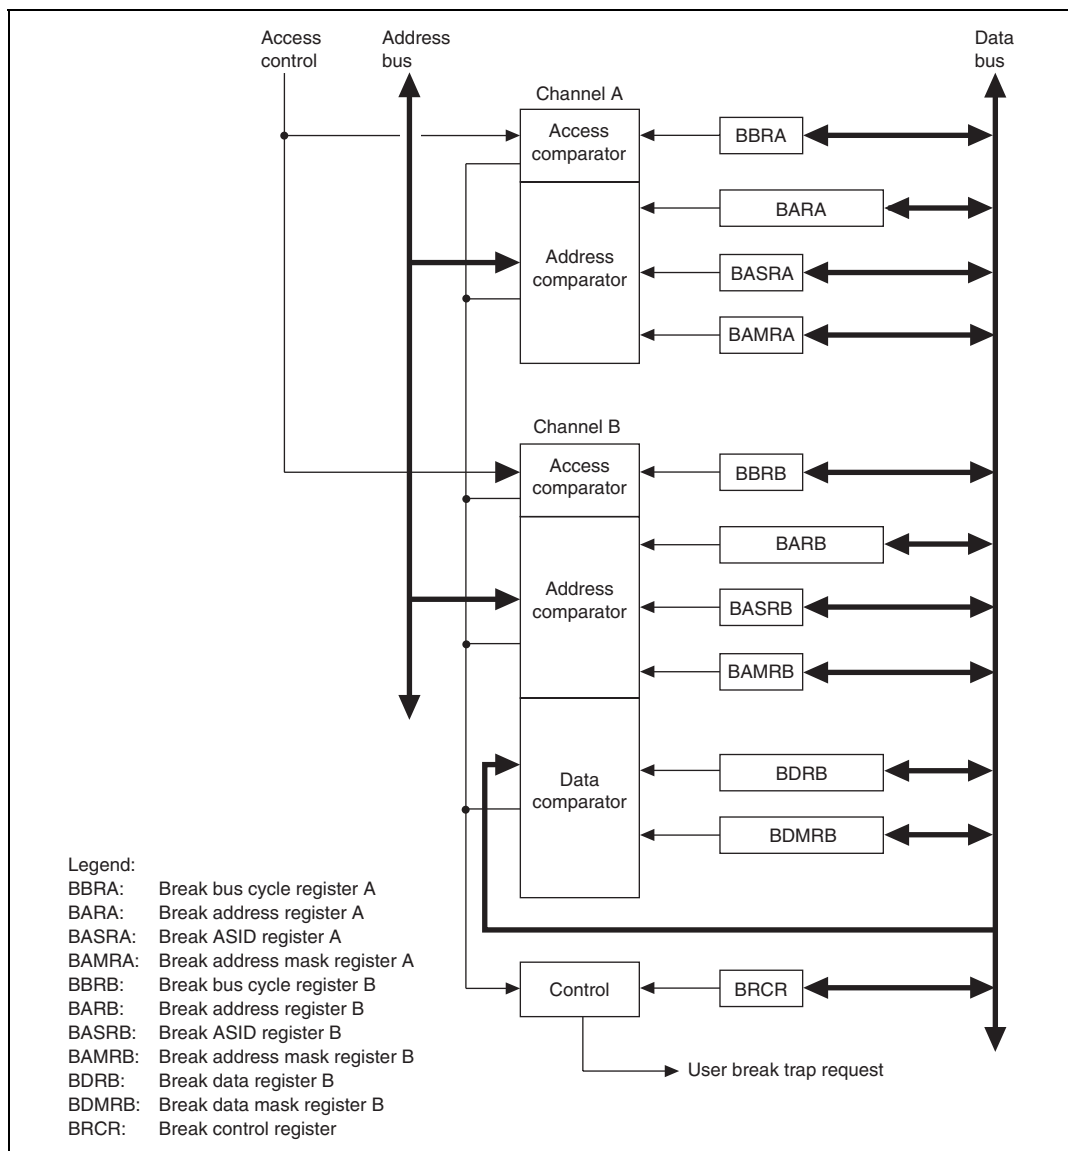 Access
control
Address
bus
Data
bus
Channel A
Access
comparator
BBRA
BARA
Address
comparator
BASRA
BAMRA
Channel B
Access
comparator
BBRB
BARB
Address
comparator
BASRB
BAMRB
Data
comparator
BDRB
BDMRB
Control
BRCR
User break trap request
Legend:
BBRA: Break bus cycle register A
BARA: Break address register A
BASRA: Break ASID register A
BAMRA: Break address mask register A
BBRB: Break bus cycle register B
BARB: Break address register B
BASRB: Break ASID register B
BAMRB: Break address mask register B
BDRB: Break data register B
BDMRB: Break data mask register B
BRCR: Break control register